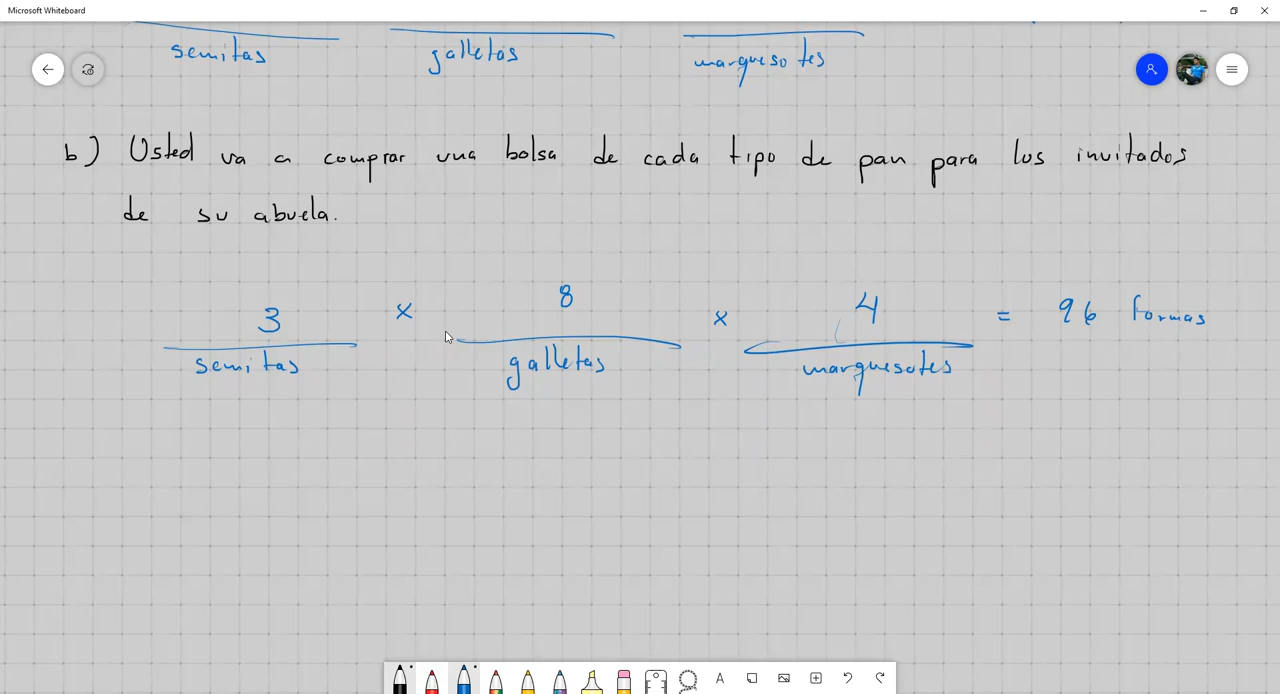 Microsoft Whiteboard
semitas galletas marquesotes
b) Usted va a comprar una bolsa de cada tipo de pan para los invitados
de su abuela.
3 x 8 x 4 = 96 formas
semitas galletas marquesotes
A